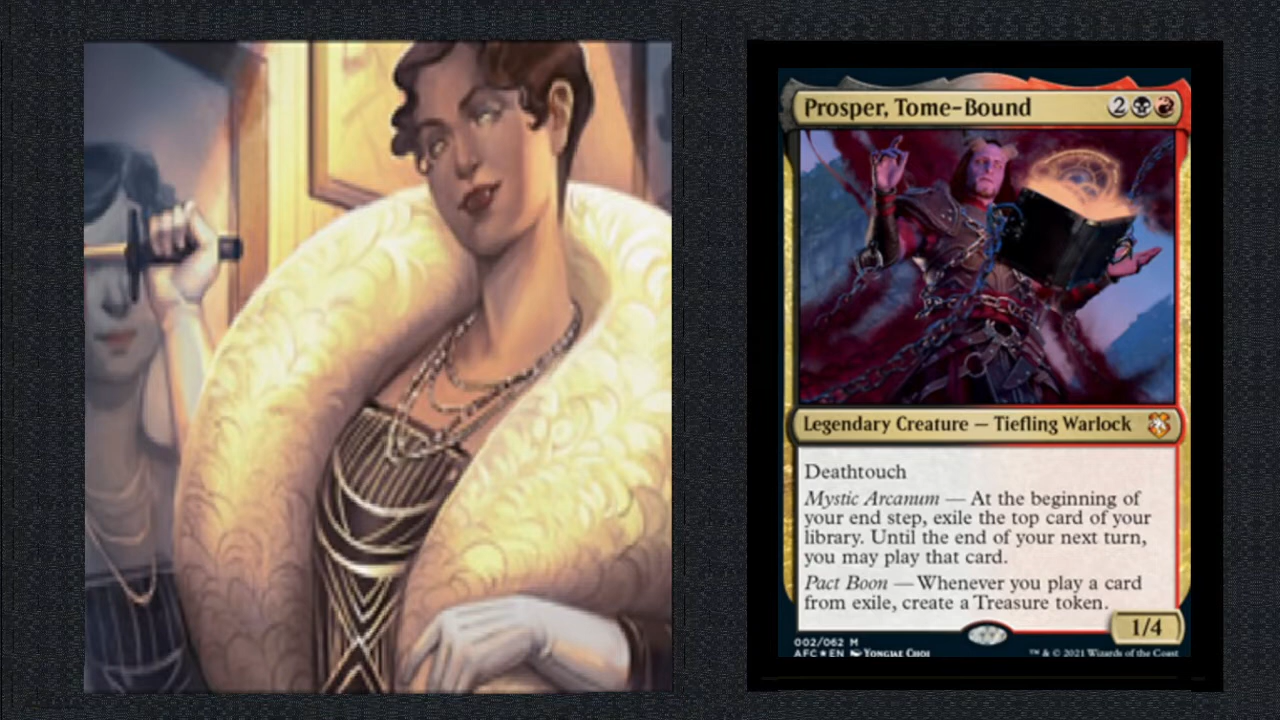 Prosper, Tome-Bound 2
Legendary Creature — Tiefling Warlock
Deathtouch
Mystic Arcanum — At the beginning of
your end step, exile the top card of your
library. Until the end of your next turn,
you may play that card.
Pact Boon — Whenever you play a card
from exile, create a Treasure token.
1/4
002/062 M
AFC ★ EN Yongjae Choi
™ & © 2021 Wizards of the Coast